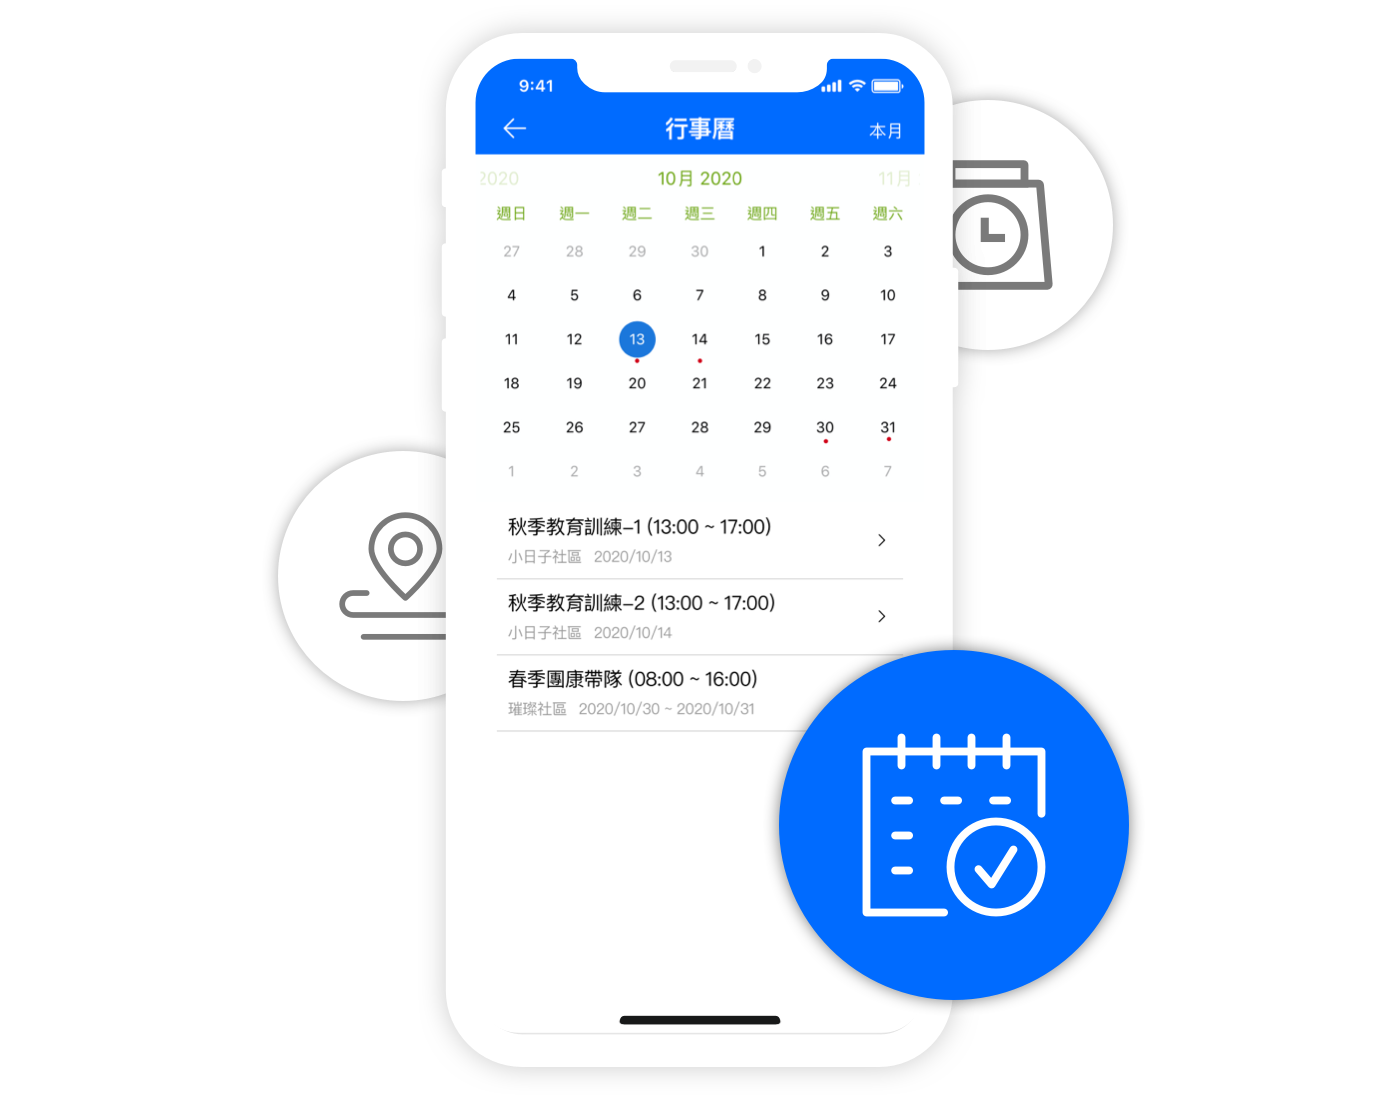 9:41
行事曆 本月
2020 10月 2020 11月
週日 週一 週二 週三 週四 週五 週六
27 28 29 30 1 2 3
4 5 6 7 8 9 10
11 12 13 14 15 16 17
18 19 20 21 22 23 24
25 26 27 28 29 30 31
1 2 3 4 5 6 7
秋季教育訓練–1 (13:00 ~ 17:00)
小日子社區 2020/10/13
秋季教育訓練–2 (13:00 ~ 17:00)
小日子社區 2020/10/14
春季團康帶隊 (08:00 ~ 16:00)
璀璨社區 2020/10/30 ~ 2020/10/31